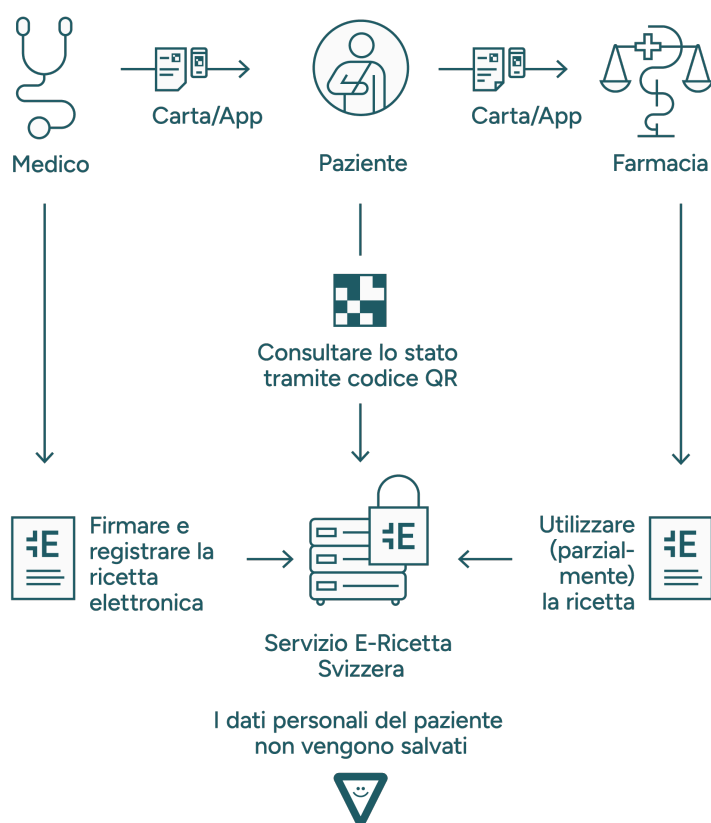 Carta/App
Carta/App
Medico
Paziente
Farmacia
Consultare lo stato
tramite codice QR
E
Firmare e
registrare la
ricetta
elettronica
E
Utilizzare
(parzial-
mente)
la ricetta
E
Servizio E-Ricetta
Svizzera
I dati personali del paziente
non vengono salvati